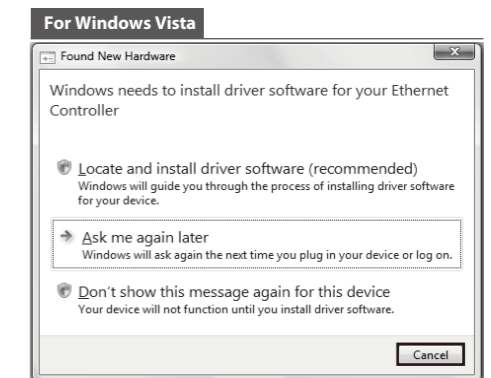 For Windows Vista
Found New Hardware
Windows needs to install driver software for your Ethernet
Controller
Locate and install driver software (recommended)
Windows will guide you through the process of installing driver software
for your device.
Ask me again later
Windows will ask again the next time you plug in your device or log on.
Don't show this message again for this device
Your device will not function until you install driver software.
Cancel